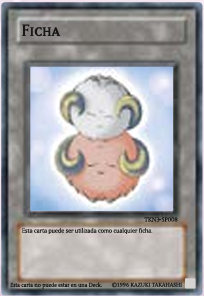 FICHA
TKN3-SP008
Esta carta puede ser utilizada como cualquier ficha.
Esta carta no puede estar en una Deck.
©1996 KAZUKI TAKAHASHI